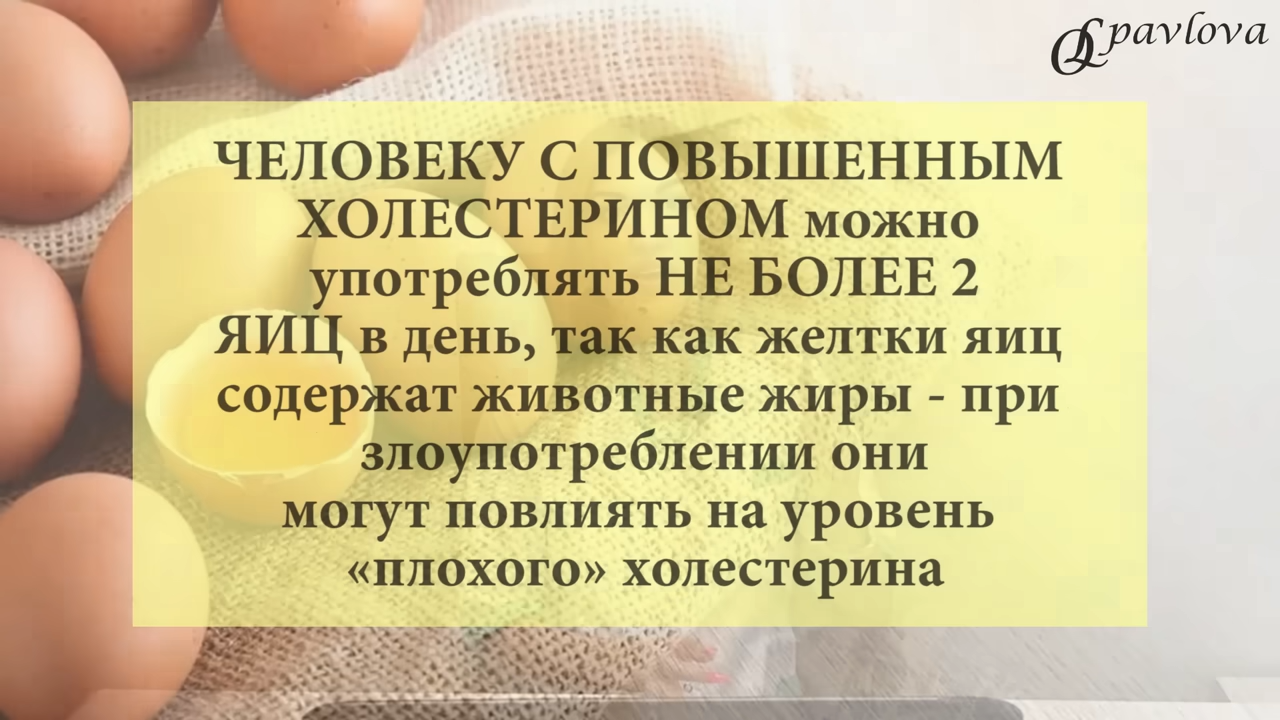 pavlova
ЧЕЛОВЕКУ С ПОВЫШЕННЫМ
ХОЛЕСТЕРИНОМ можно
употреблять НЕ БОЛЕЕ 2
ЯИЦ в день, так как желтки яиц
содержат животные жиры - при
злоупотреблении они
могут повлиять на уровень
«плохого» холестерина